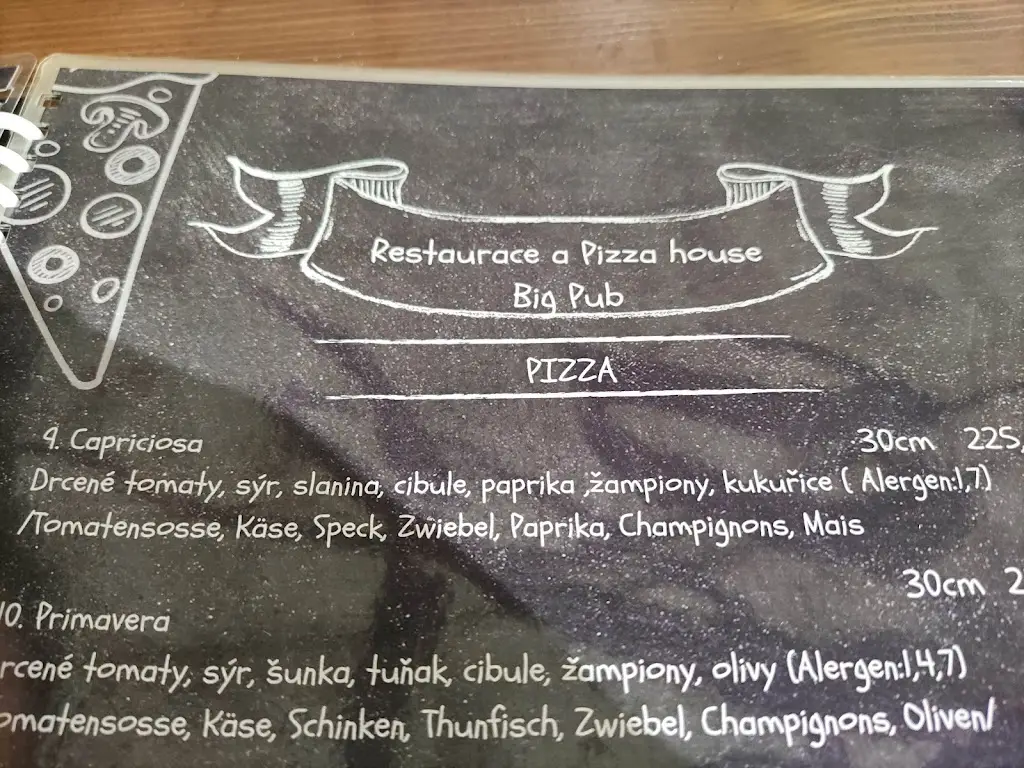 Restaurace a Pizza house
Big Pub
PIZZA
9. Capriciosa 30cm 225,
Drcené tomaty, sýr, slanina, cibule, paprika ,žampiony, kukuřice ( Alergen:1,7)
/Tomatensosse, Käse, Speck, Zwiebel, Paprika, Champignons, Mais
30cm 2
10. Primavera
rcené tomaty, sýr, šunka, tuňak, cibule, žampiony, olivy (Alergen:1,4,7)
omatensosse, Käse, Schinken, Thunfisch, Zwiebel, Champignons, Oliven/